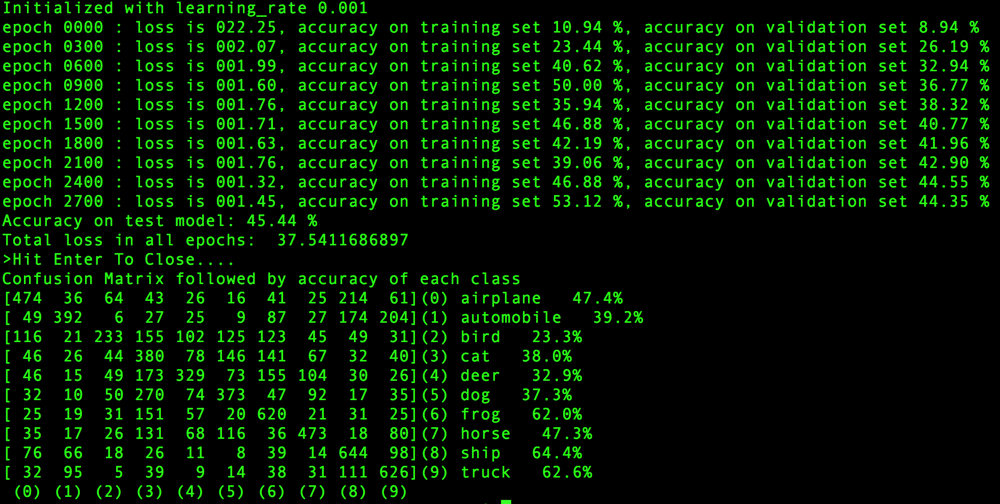 Initialized with learning_rate 0.001
epoch 0000 : loss is 022.25, accuracy on training set 10.94 %, accuracy on validation set 8.94 %
epoch 0300 : loss is 002.07, accuracy on training set 23.44 %, accuracy on validation set 26.19 %
epoch 0600 : loss is 001.99, accuracy on training set 40.62 %, accuracy on validation set 32.94 %
epoch 0900 : loss is 001.60, accuracy on training set 50.00 %, accuracy on validation set 36.77 %
epoch 1200 : loss is 001.76, accuracy on training set 35.94 %, accuracy on validation set 38.32 %
epoch 1500 : loss is 001.71, accuracy on training set 46.88 %, accuracy on validation set 40.77 %
epoch 1800 : loss is 001.63, accuracy on training set 42.19 %, accuracy on validation set 41.96 %
epoch 2100 : loss is 001.76, accuracy on training set 39.06 %, accuracy on validation set 42.90 %
epoch 2400 : loss is 001.32, accuracy on training set 46.88 %, accuracy on validation set 44.55 %
epoch 2700 : loss is 001.45, accuracy on training set 53.12 %, accuracy on validation set 44.35 %
Accuracy on test model: 45.44 %
Total loss in all epochs:  37.5411686897
>Hit Enter To Close....
Confusion Matrix followed by accuracy of each class
[474  36  64  43  26  16  41  25 214  61](0) airplane   47.4%
[ 49 392   6  27  25   9  87  27 174 204](1) automobile   39.2%
[116  21 233 155 102 125 123  45  49  31](2) bird   23.3%
[ 46  26  44 380  78 146 141  67  32  40](3) cat   38.0%
[ 46  15  49 173 329  73 155 104  30  26](4) deer   32.9%
[ 32  10  50 270  74 373  47  92  17  35](5) dog   37.3%
[ 25  19  31 151  57  20 620  21  31  25](6) frog   62.0%
[ 35  17  26 131  68 116  36 473  18  80](7) horse   47.3%
[ 76  66  18  26  11   8  39  14 644  98](8) ship   64.4%
[ 32  95   5  39   9  14  38  31 111 626](9) truck   62.6%
 (0) (1) (2) (3) (4) (5) (6) (7) (8) (9)